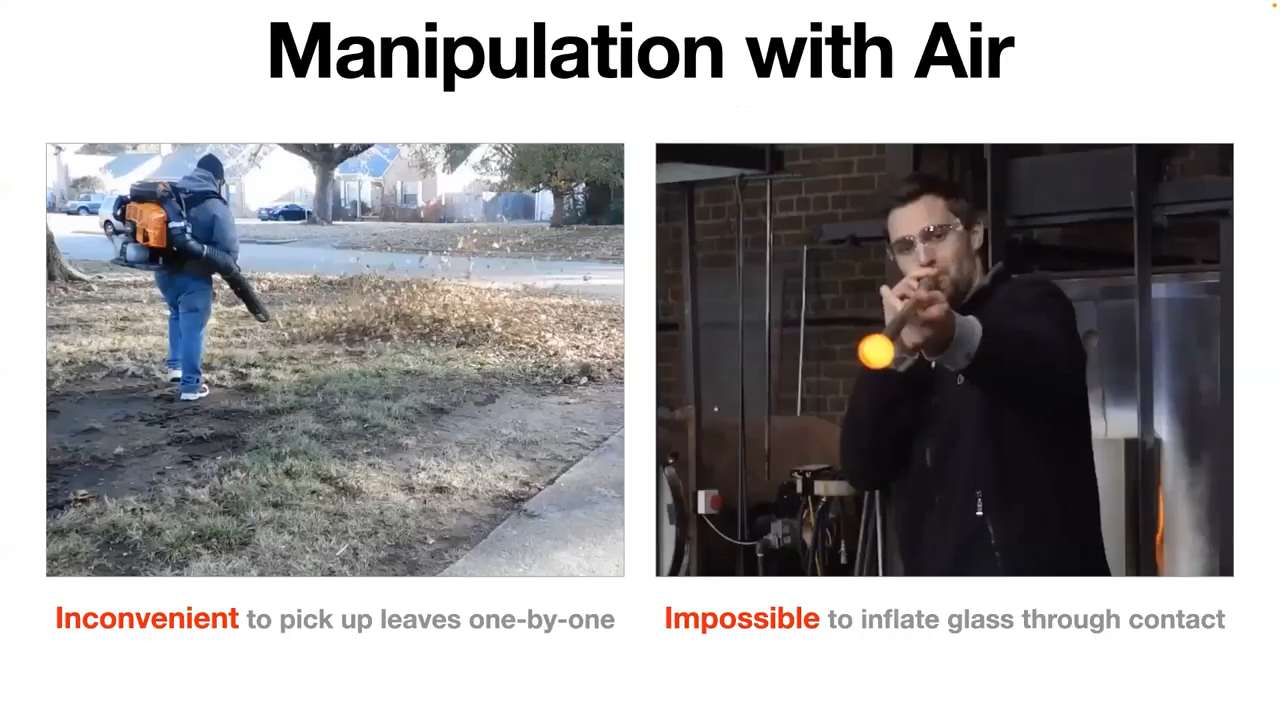 Manipulation with Air
Inconvenient to pick up leaves one-by-one
Impossible to inflate glass through contact